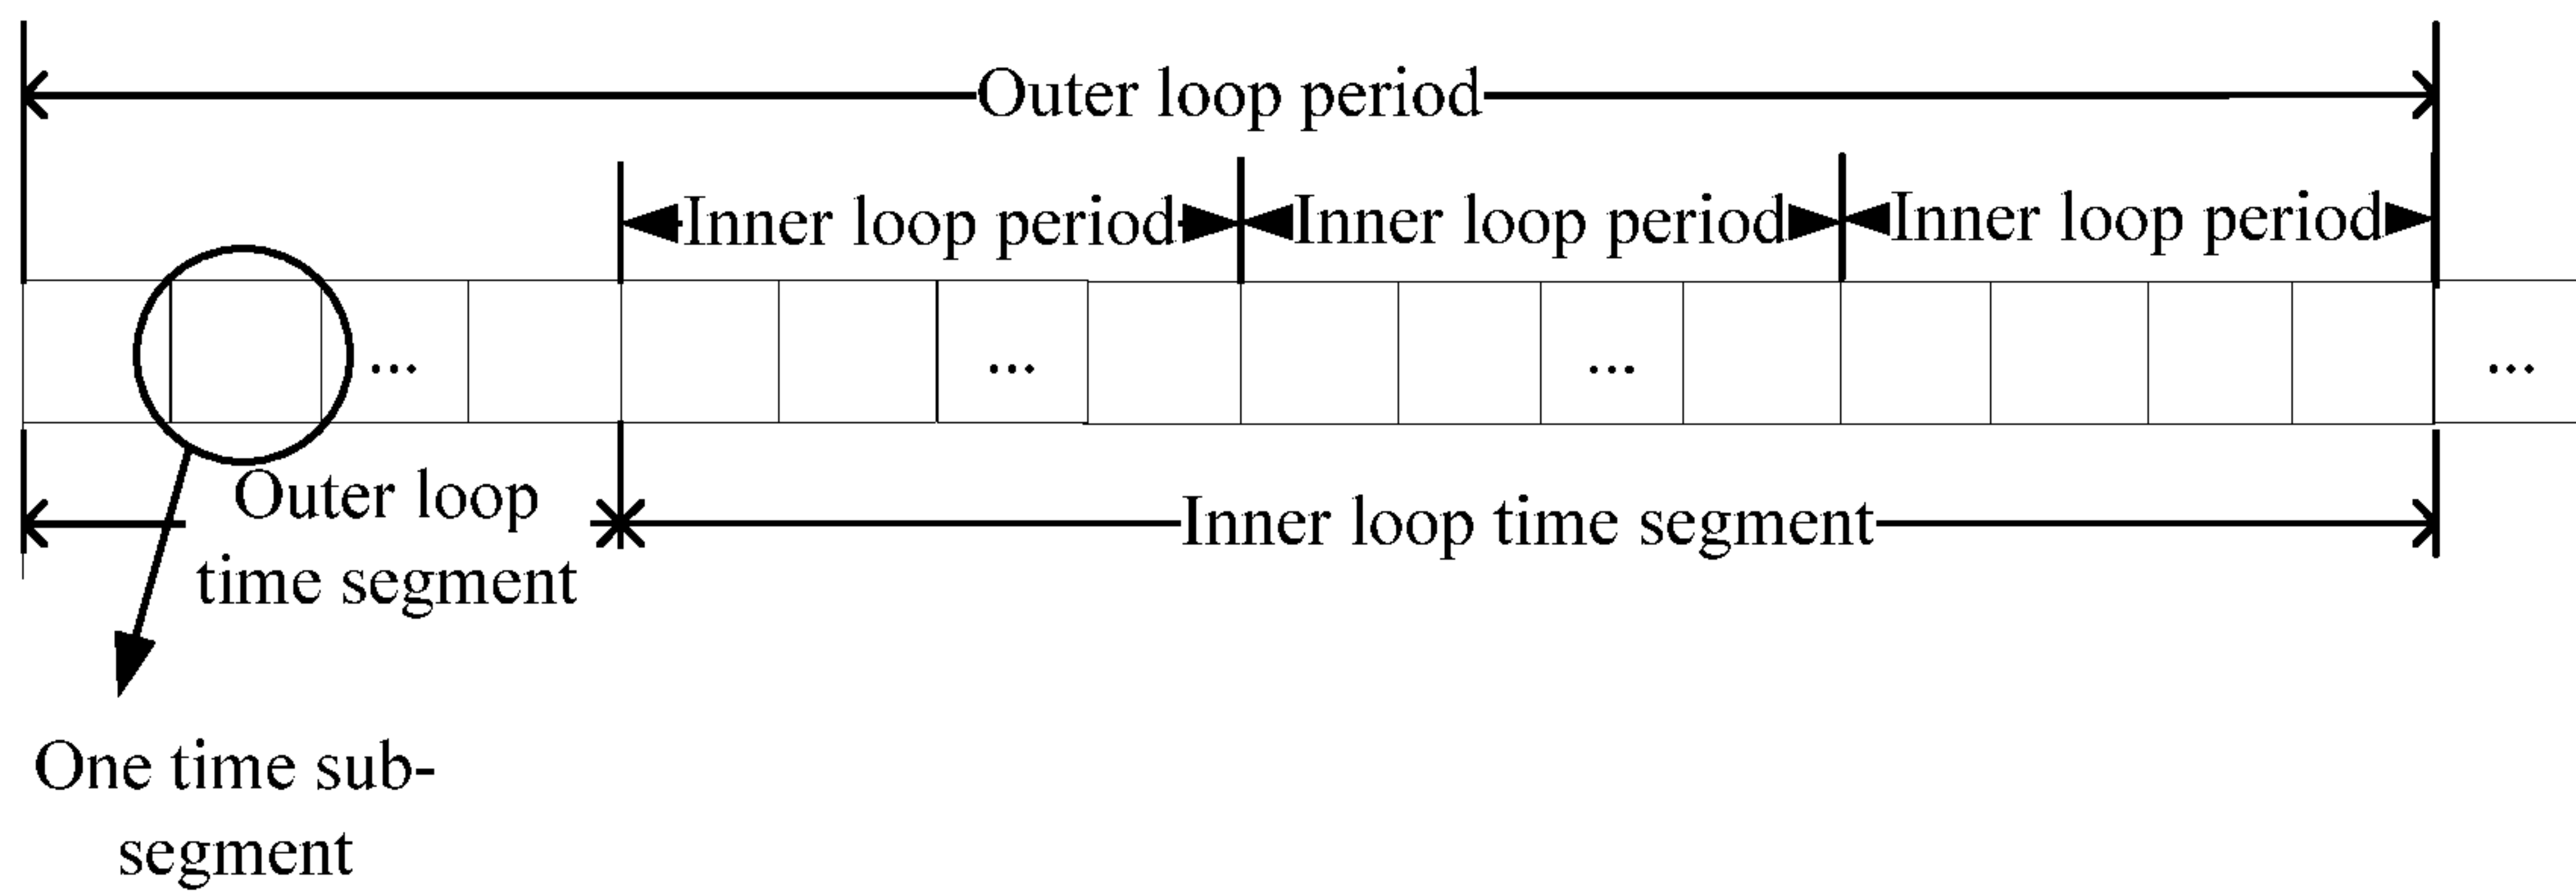 Outer loop period
Inner loop period Inner loop period Inner loop period
... ... ... ...
Outer loop
time segment
Inner loop time segment
One time sub-
segment